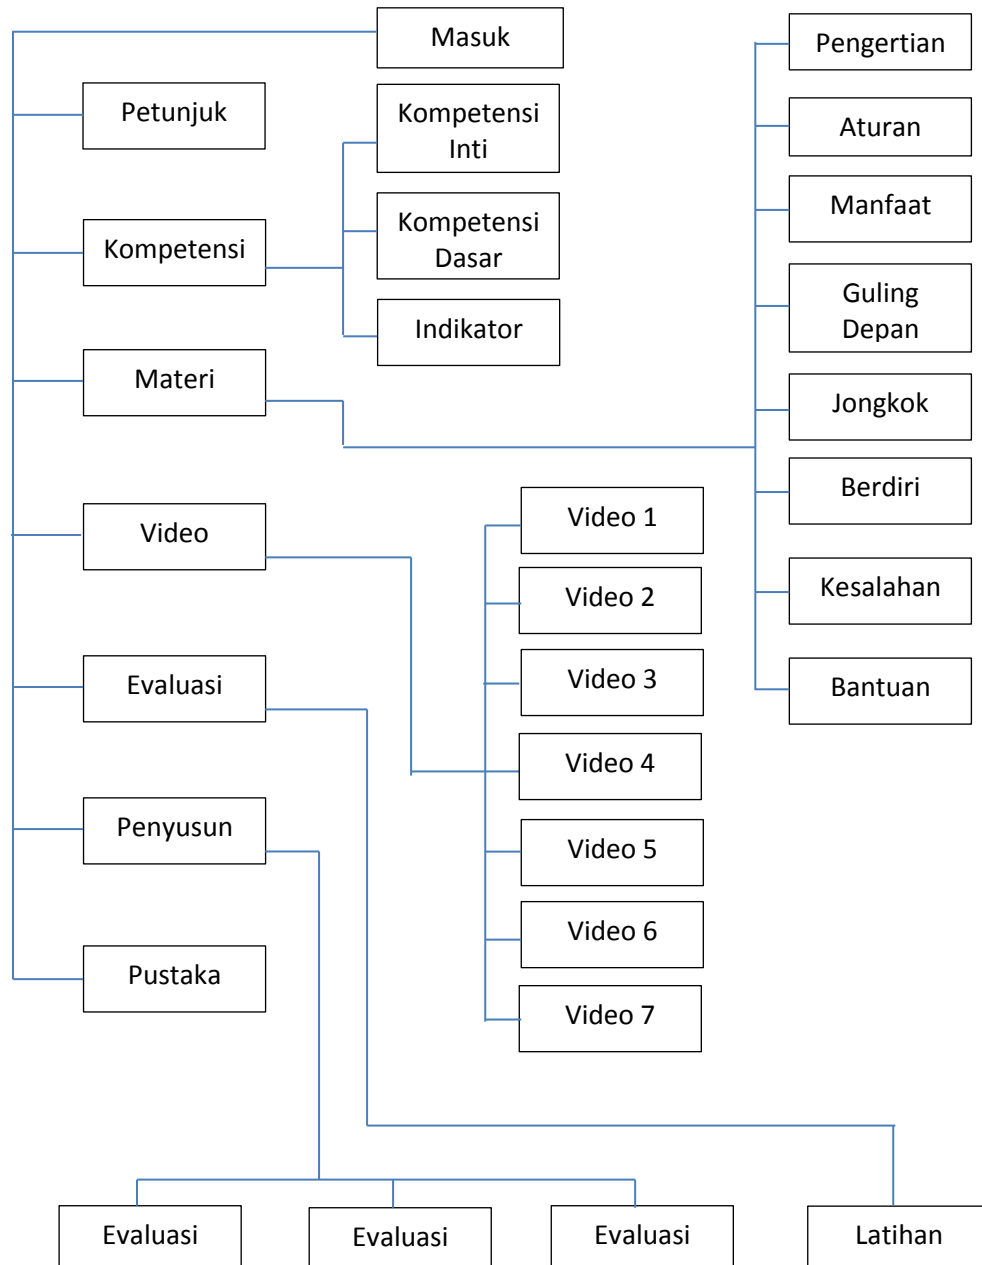 Masuk
Petunjuk
Kompetensi
Inti
Kompetensi
Kompetensi
Dasar
Indikator
Materi
Video
Evaluasi
Penyusun
Pustaka
Pengertian
Aturan
Manfaat
Guling
Depan
Jongkok
Berdiri
Kesalahan
Bantuan
Video 1
Video 2
Video 3
Video 4
Video 5
Video 6
Video 7
Evaluasi
Evaluasi
Evaluasi
Latihan